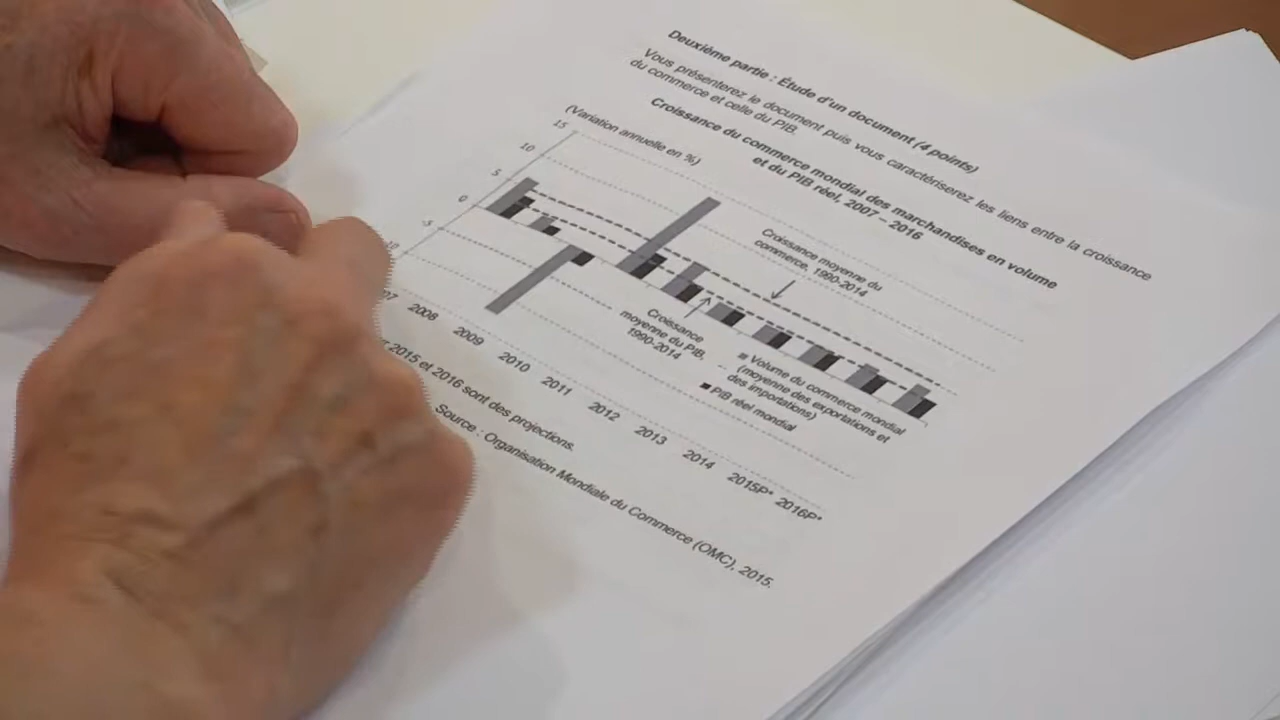 Deuxième partie : Étude d'un document (4 points)
Vous présenterez le document puis vous caractériserez les liens entre la croissance
du commerce et celle du PIB.
Croissance du commerce mondial des marchandises en volume
et du PIB réel, 2007 – 2016
(Variation annuelle en %)
15
10
5
0
-5
Croissance moyenne du
commerce, 1990-2014
Croissance
moyenne du PIB,
1990-2014
Volume du commerce mondial
(moyenne des exportations et
des importations)
PIB réel mondial
2008 2009 2010 2011 2012 2013 2014 2015P* 2016P*
2015 et 2016 sont des projections.
Source : Organisation Mondiale du Commerce (OMC), 2015.